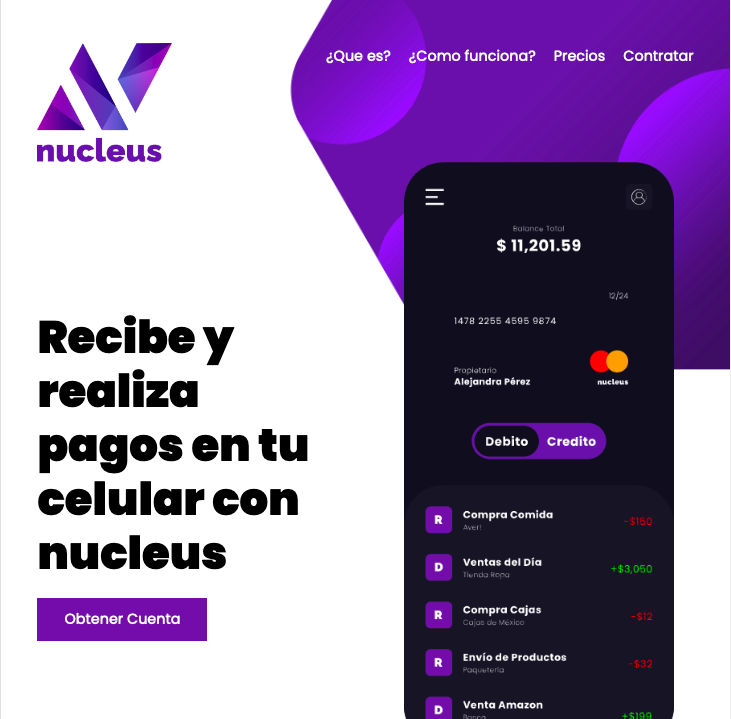 ¿Que es? ¿Como funciona? Precios Contratar
nucleus
Recibe y
realiza
pagos en tu
celular con
nucleus
Obtener Cuenta
Balance Total
$ 11,201.59
12/24
1478 2255 4595 9874
Propietario
Alejandra Pérez
nucleus
Debito Credito
R Compra Comida -$150
Ayer!
D Ventas del Día +$3,050
Tienda Ropa
R Compra Cajas -$12
Cajas de México
R Envío de Productos -$32
Paquetería
D Venta Amazon +$199
Banca